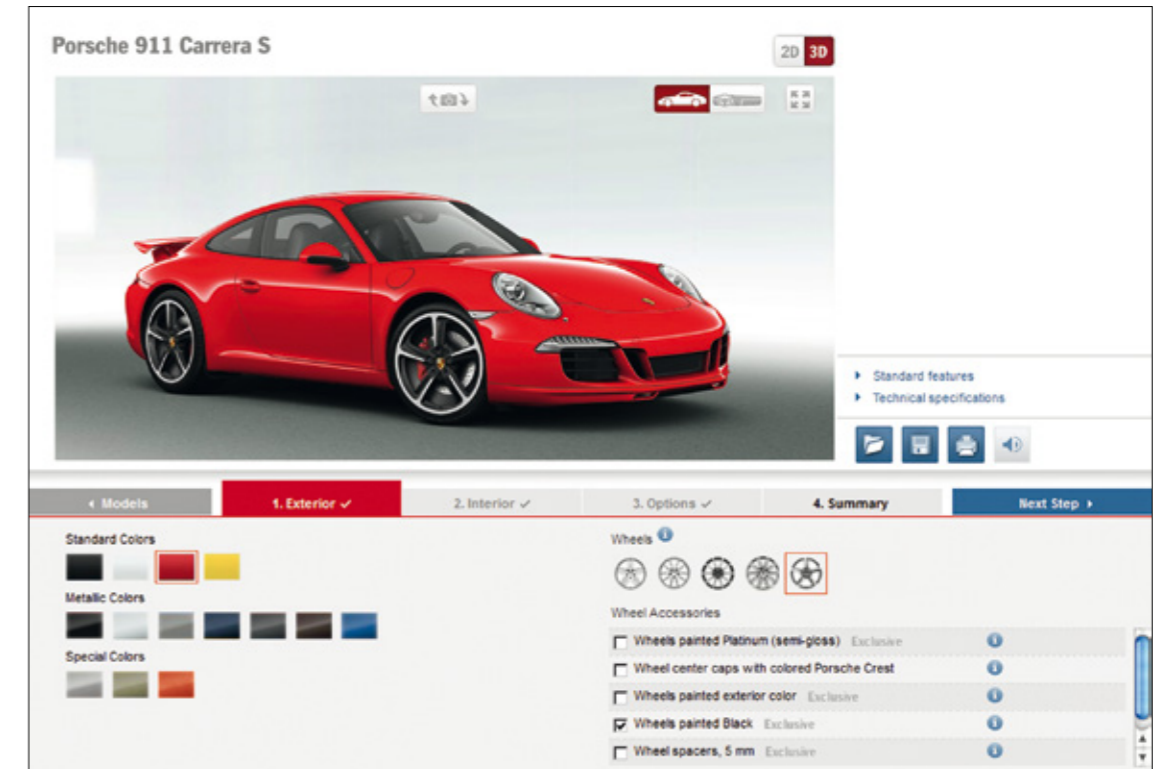 Porsche 911 Carrera S
2D 3D
Standard features
Technical specifications
Models
1. Exterior ✓
2. Interior ✓
3. Options ✓
4. Summary
Next Step
Standard Colors
Metallic Colors
Special Colors
Wheels
Wheel Accessories
Wheels painted Platinum (semi-gloss) Exclusive
Wheel center caps with colored Porsche Crest
Wheels painted exterior color Exclusive
Wheels painted Black Exclusive
Wheel spacers, 5 mm Exclusive